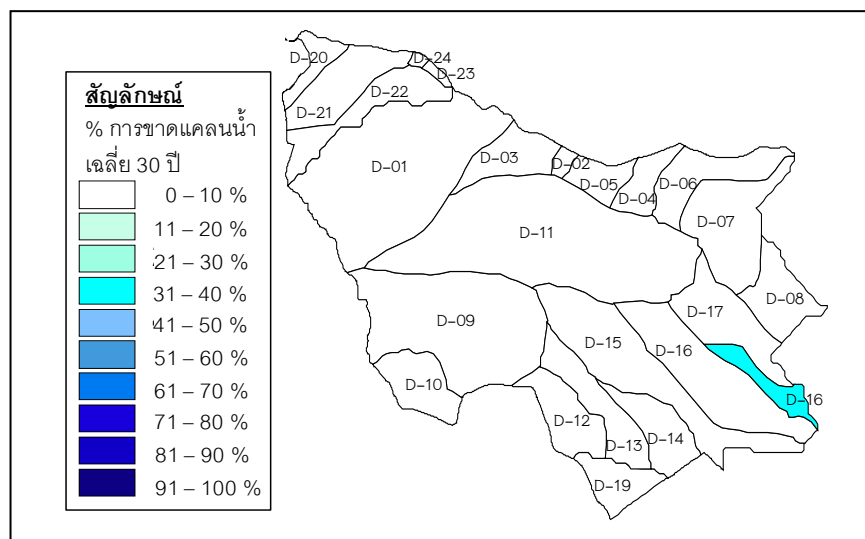 สัญลักษณ์
% การขาดแคลนน้ำ
เฉลี่ย 30 ปี
0 – 10 %
11 – 20 %
21 – 30 %
31 – 40 %
41 – 50 %
51 – 60 %
61 – 70 %
71 – 80 %
81 – 90 %
91 – 100 %
D–20
D–24
D–23
D–22
D–21
D–01
D–03
D–02
D–05
D–04
D–06
D–07
D–11
D–08
D–17
D–09
D–15
D–16
D–10
D–16
D–12
D–13
D–14
D–19